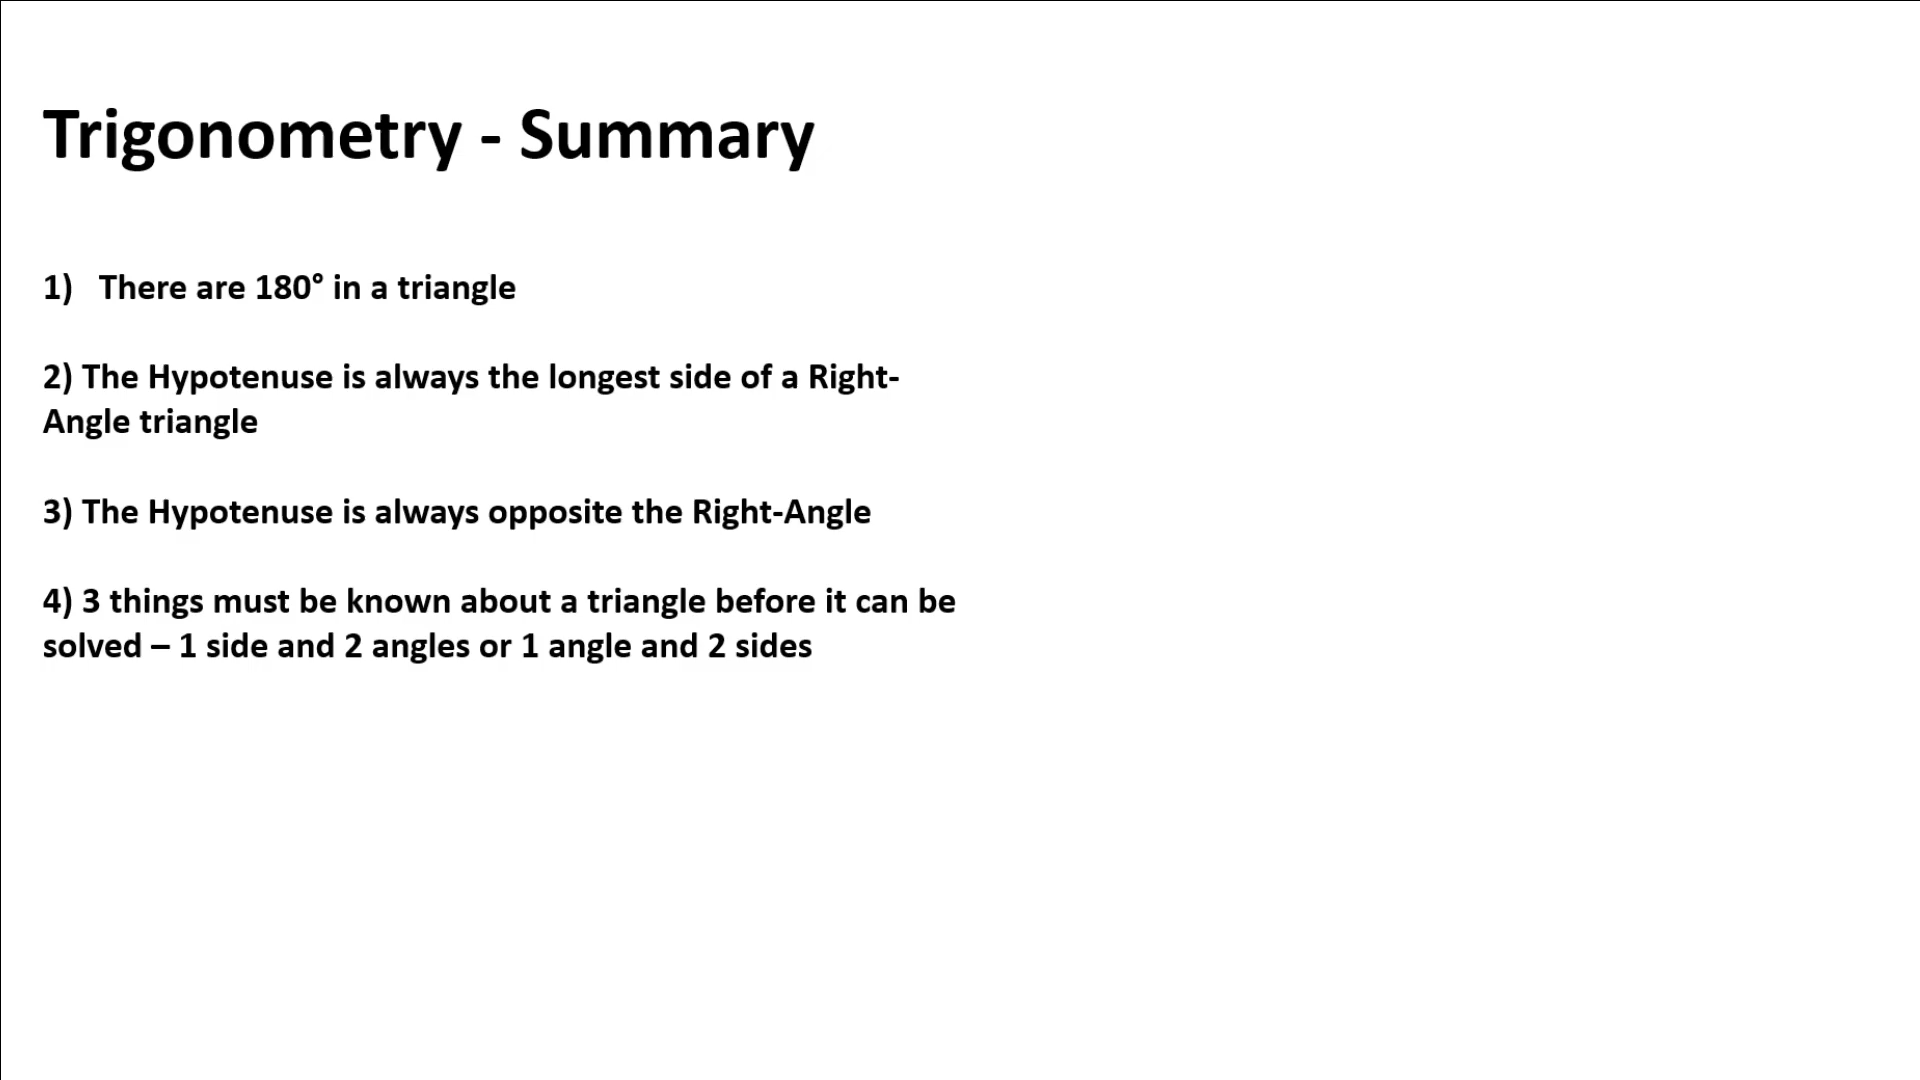 Trigonometry - Summary
1) There are 180° in a triangle
2) The Hypotenuse is always the longest side of a Right-
Angle triangle
3) The Hypotenuse is always opposite the Right-Angle
4) 3 things must be known about a triangle before it can be
solved – 1 side and 2 angles or 1 angle and 2 sides